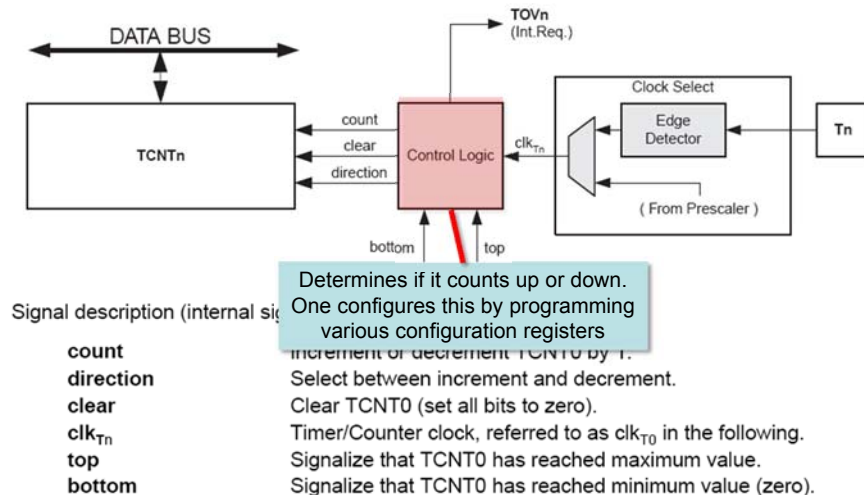 TOVn
(Int.Req.)
DATA BUS
Clock Select
count
Edge
Detector
Tn
clear
TCNTn
Control Logic
clkTn
direction
( From Prescaler )
bottom
top
Determines if it counts up or down.
One configures this by programming
various configuration registers
Signal description (internal sig
count Increment or decrement TCNT0 by 1.
direction Select between increment and decrement.
clear Clear TCNT0 (set all bits to zero).
clkTn Timer/Counter clock, referred to as clkT0 in the following.
top Signalize that TCNT0 has reached maximum value.
bottom Signalize that TCNT0 has reached minimum value (zero).